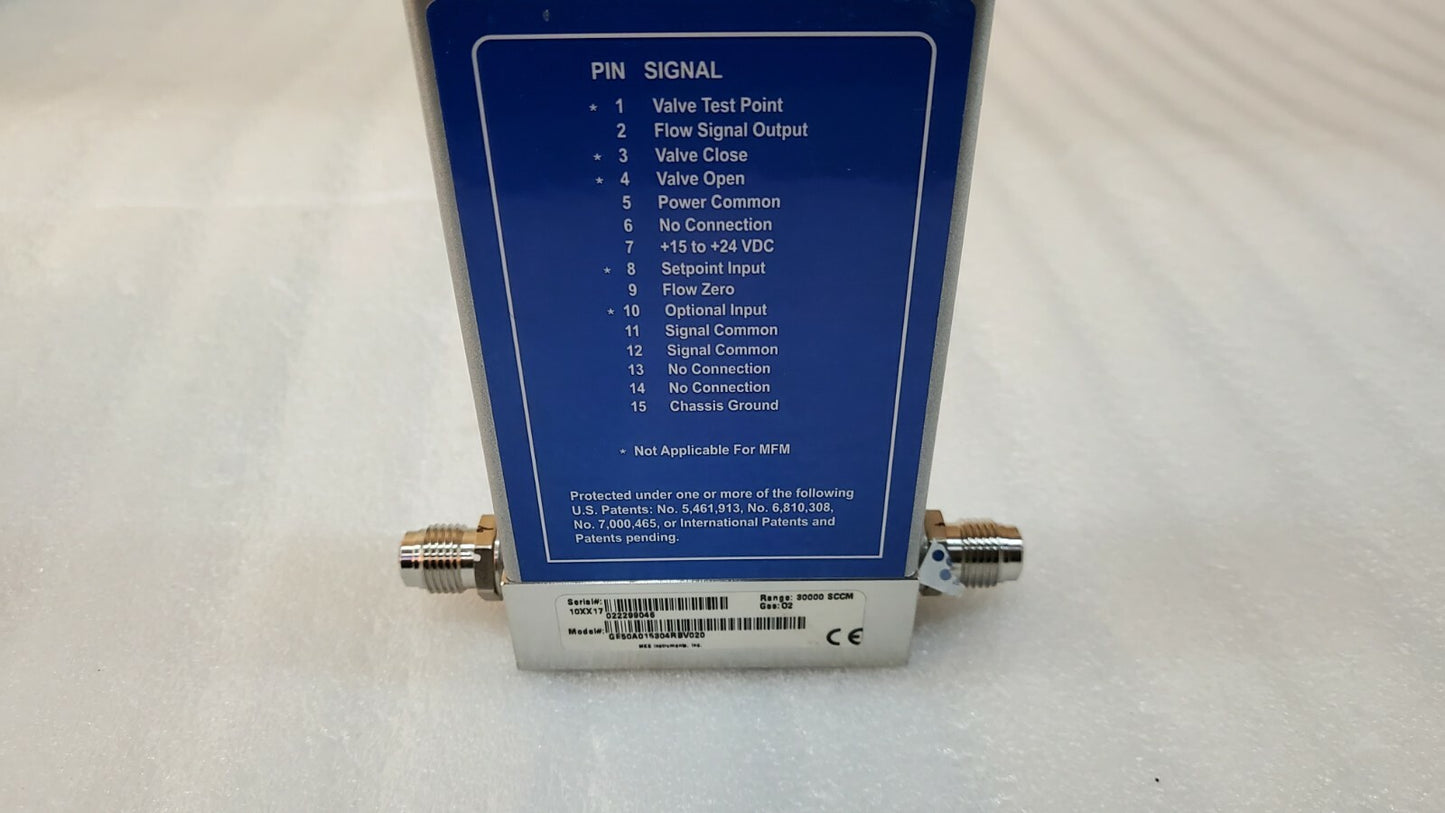 PIN SIGNAL
* 1 Valve Test Point
2 Flow Signal Output
* 3 Valve Close
* 4 Valve Open
5 Power Common
6 No Connection
7 +15 to +24 VDC
* 8 Setpoint Input
9 Flow Zero
* 10 Optional Input
11 Signal Common
12 Signal Common
13 No Connection
14 No Connection
15 Chassis Ground
* Not Applicable For MFM
Protected under one or more of the following
U.S. Patents: No. 5,461,913, No. 6,810,308,
No. 7,000,465, or International Patents and
Patents pending.
Serial#: Range: 30000 SCCM
10XX17 022299046 Gas: O2
Model#: GE50A015304RBV020
MKS Instruments, Inc.
CE